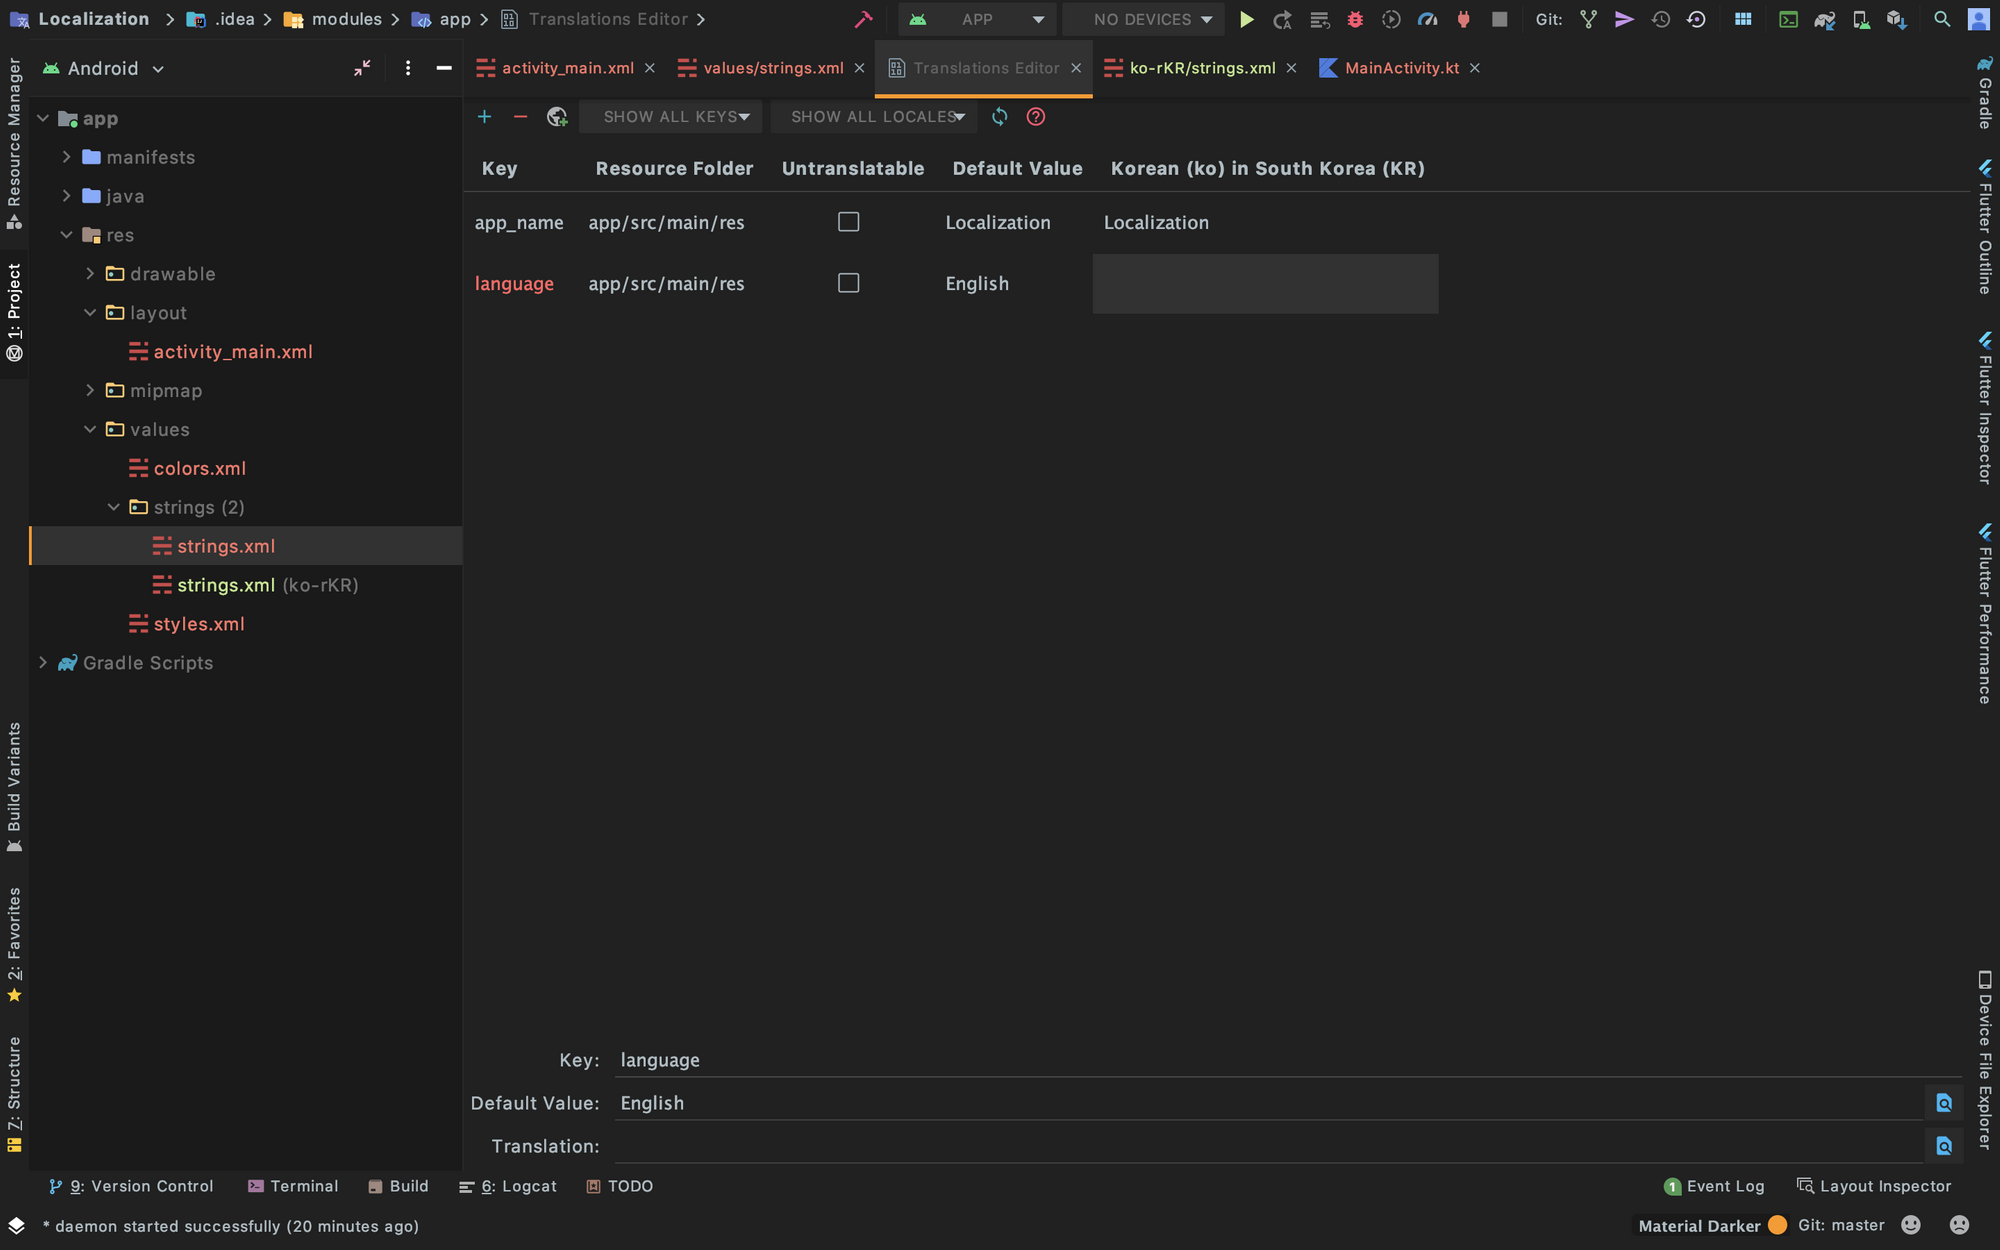 Localization .idea modules app Translations Editor
APP
NO DEVICES
Git:
Android
activity_main.xml
values/strings.xml
Translations Editor
ko-rKR/strings.xml
MainActivity.kt
SHOW ALL KEYS
SHOW ALL LOCALES
Key Resource Folder Untranslatable Default Value Korean (ko) in South Korea (KR)
app_name app/src/main/res Localization Localization
language app/src/main/res English
app
manifests
java
res
drawable
layout
activity_main.xml
mipmap
values
colors.xml
strings (2)
strings.xml
strings.xml (ko-rKR)
styles.xml
Gradle Scripts
Resource Manager
1: Project
Build Variants
2: Favorites
7: Structure
Gradle
Flutter Outline
Flutter Inspector
Flutter Performance
Device File Explorer
Key: language
Default Value: English
Translation:
9: Version Control
Terminal
Build
6: Logcat
TODO
1 Event Log
Layout Inspector
* daemon started successfully (20 minutes ago)
Material Darker
Git: master